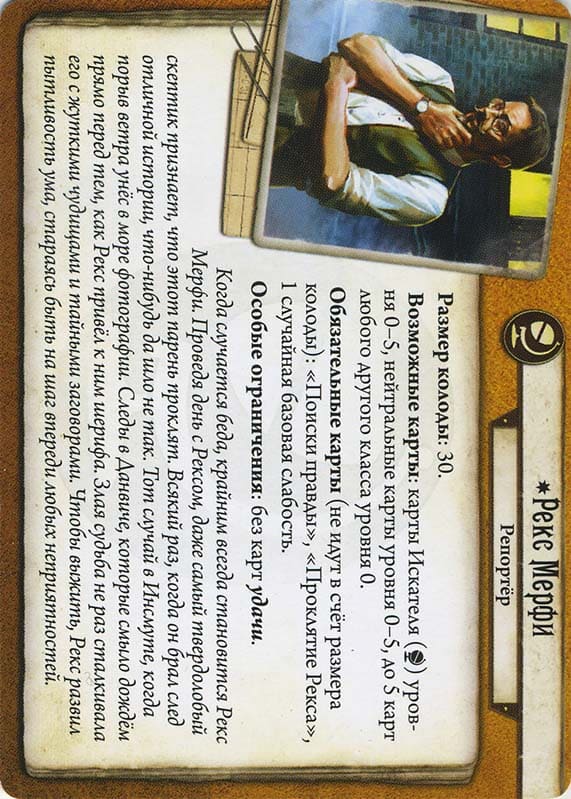 Рекс Мерфи
Репортёр
Размер колоды: 30.
Возможные карты: карты Искателя () уров-
ня 0–5, нейтральные карты уровня 0–5, до 5 карт
любого другого класса уровня 0.
Обязательные карты (не идут в счёт размера
колоды): «Поиски правды», «Проклятие Рекса»,
1 случайная базовая слабость.
Особые ограничения: без карт удачи.
Когда случается беда, крайним всегда становится Рекс
Мерфи. Проведя день с Рексом, даже самый твердолобый
скептик признает, что этот парень проклят. Всякий раз, когда он брал след
отличной истории, что-нибудь да шло не так. Тот случай в Инсмуте, когда
порыв ветра унёс в море фотографии. Следы в Данвиче, которые смыло дождём
прямо перед тем, как Рекс привёл к ним шерифа. Злая судьба не раз сталкивала
его с жуткими чудищами и тайными заговорами. Чтобы выжить, Рекс развил
пытливость ума, стараясь быть на шаг впереди любых неприятностей.